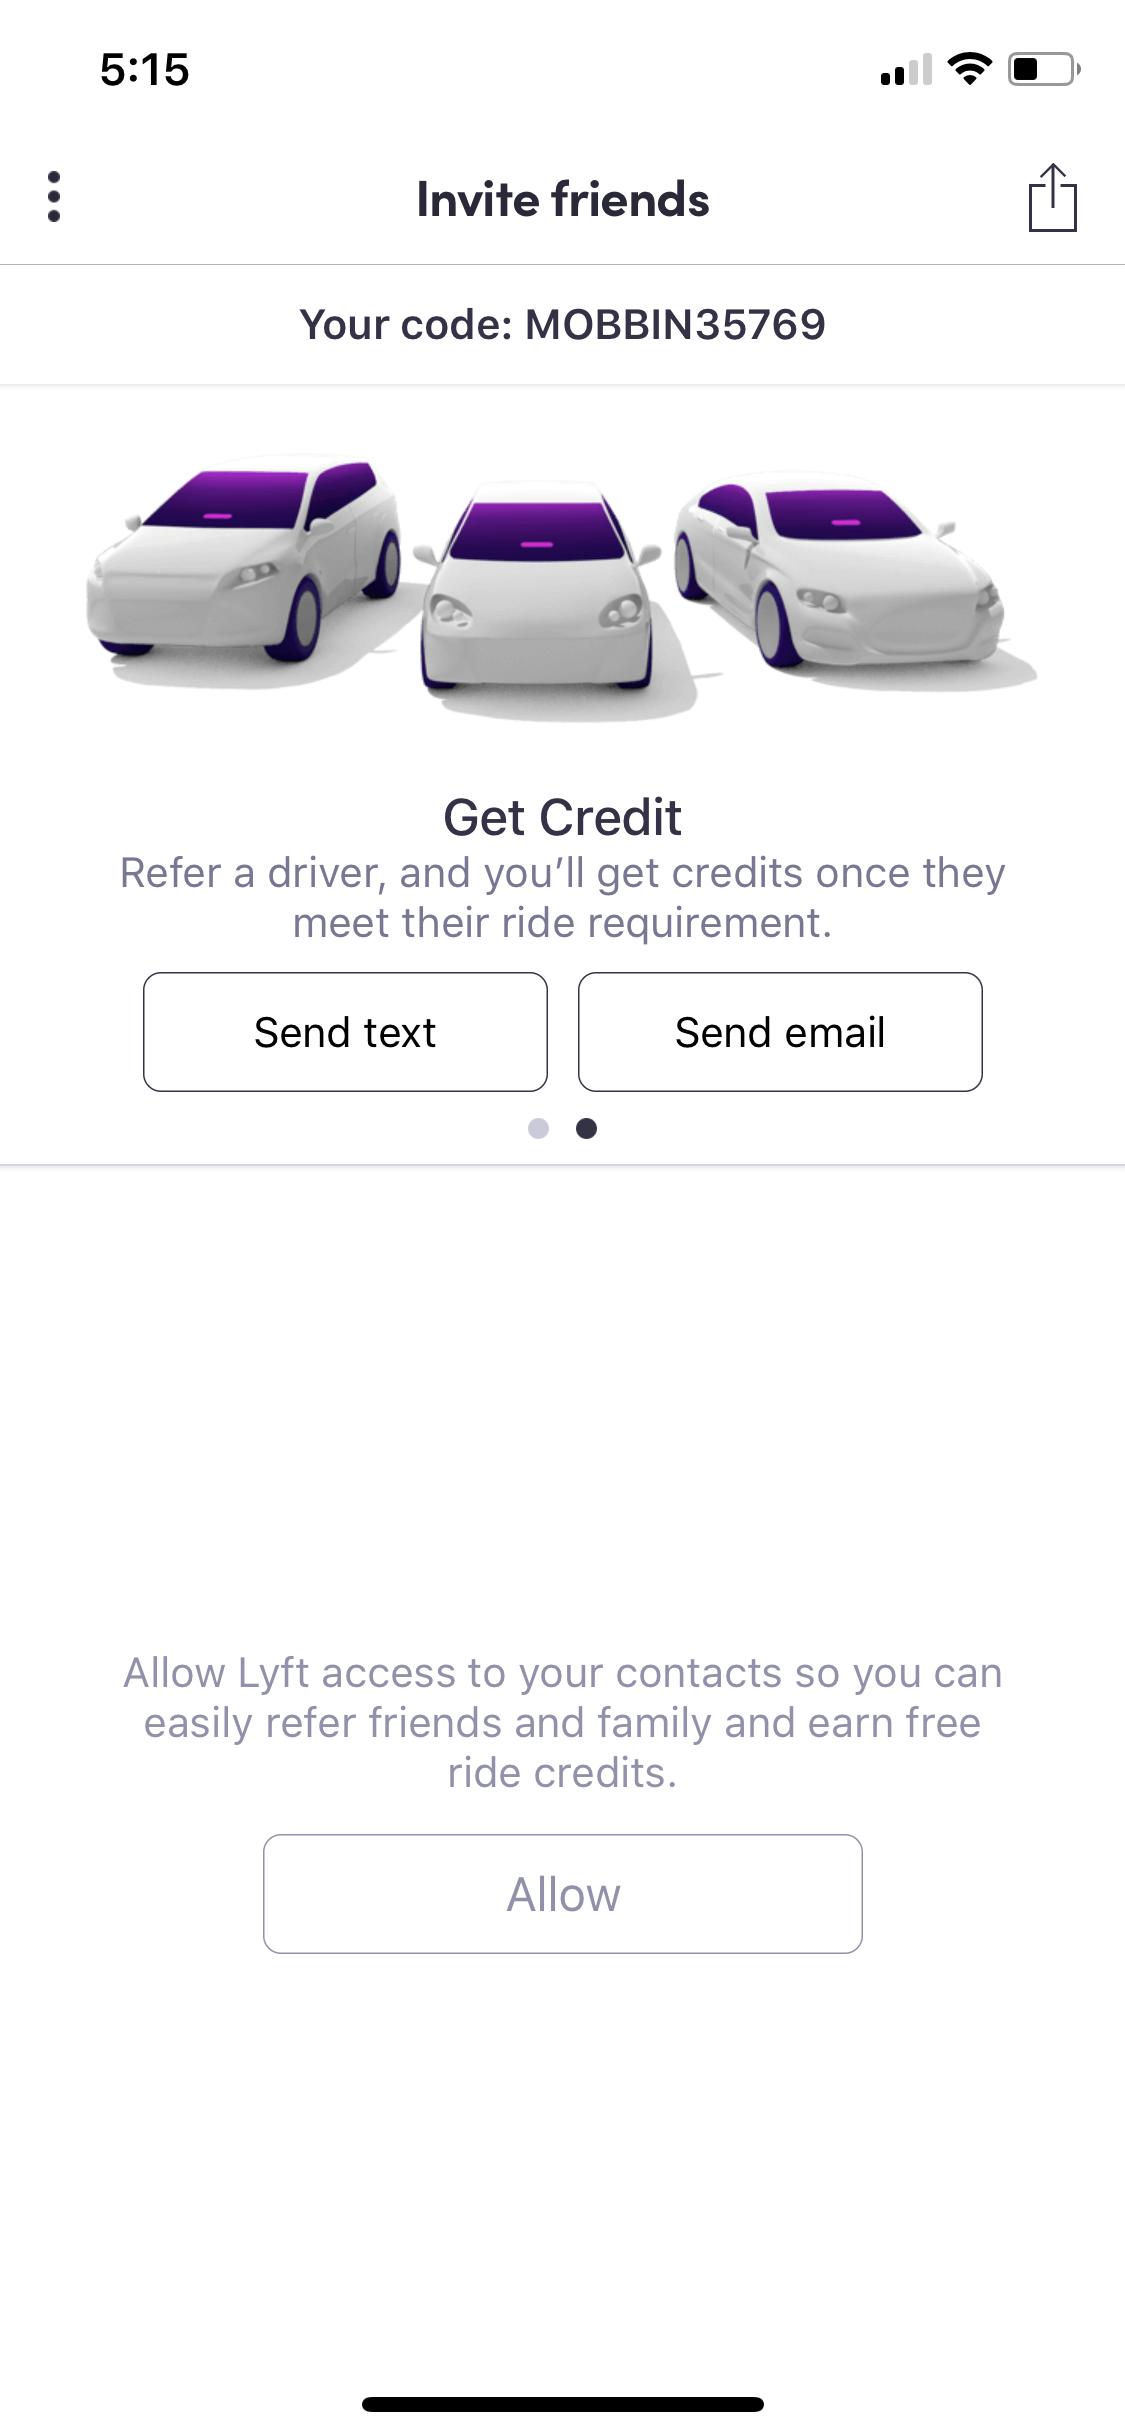 5:15
Invite friends
Your code: MOBBIN35769
Get Credit
Refer a driver, and you’ll get credits once they
meet their ride requirement.
Send text
Send email
Allow Lyft access to your contacts so you can
easily refer friends and family and earn free
ride credits.
Allow